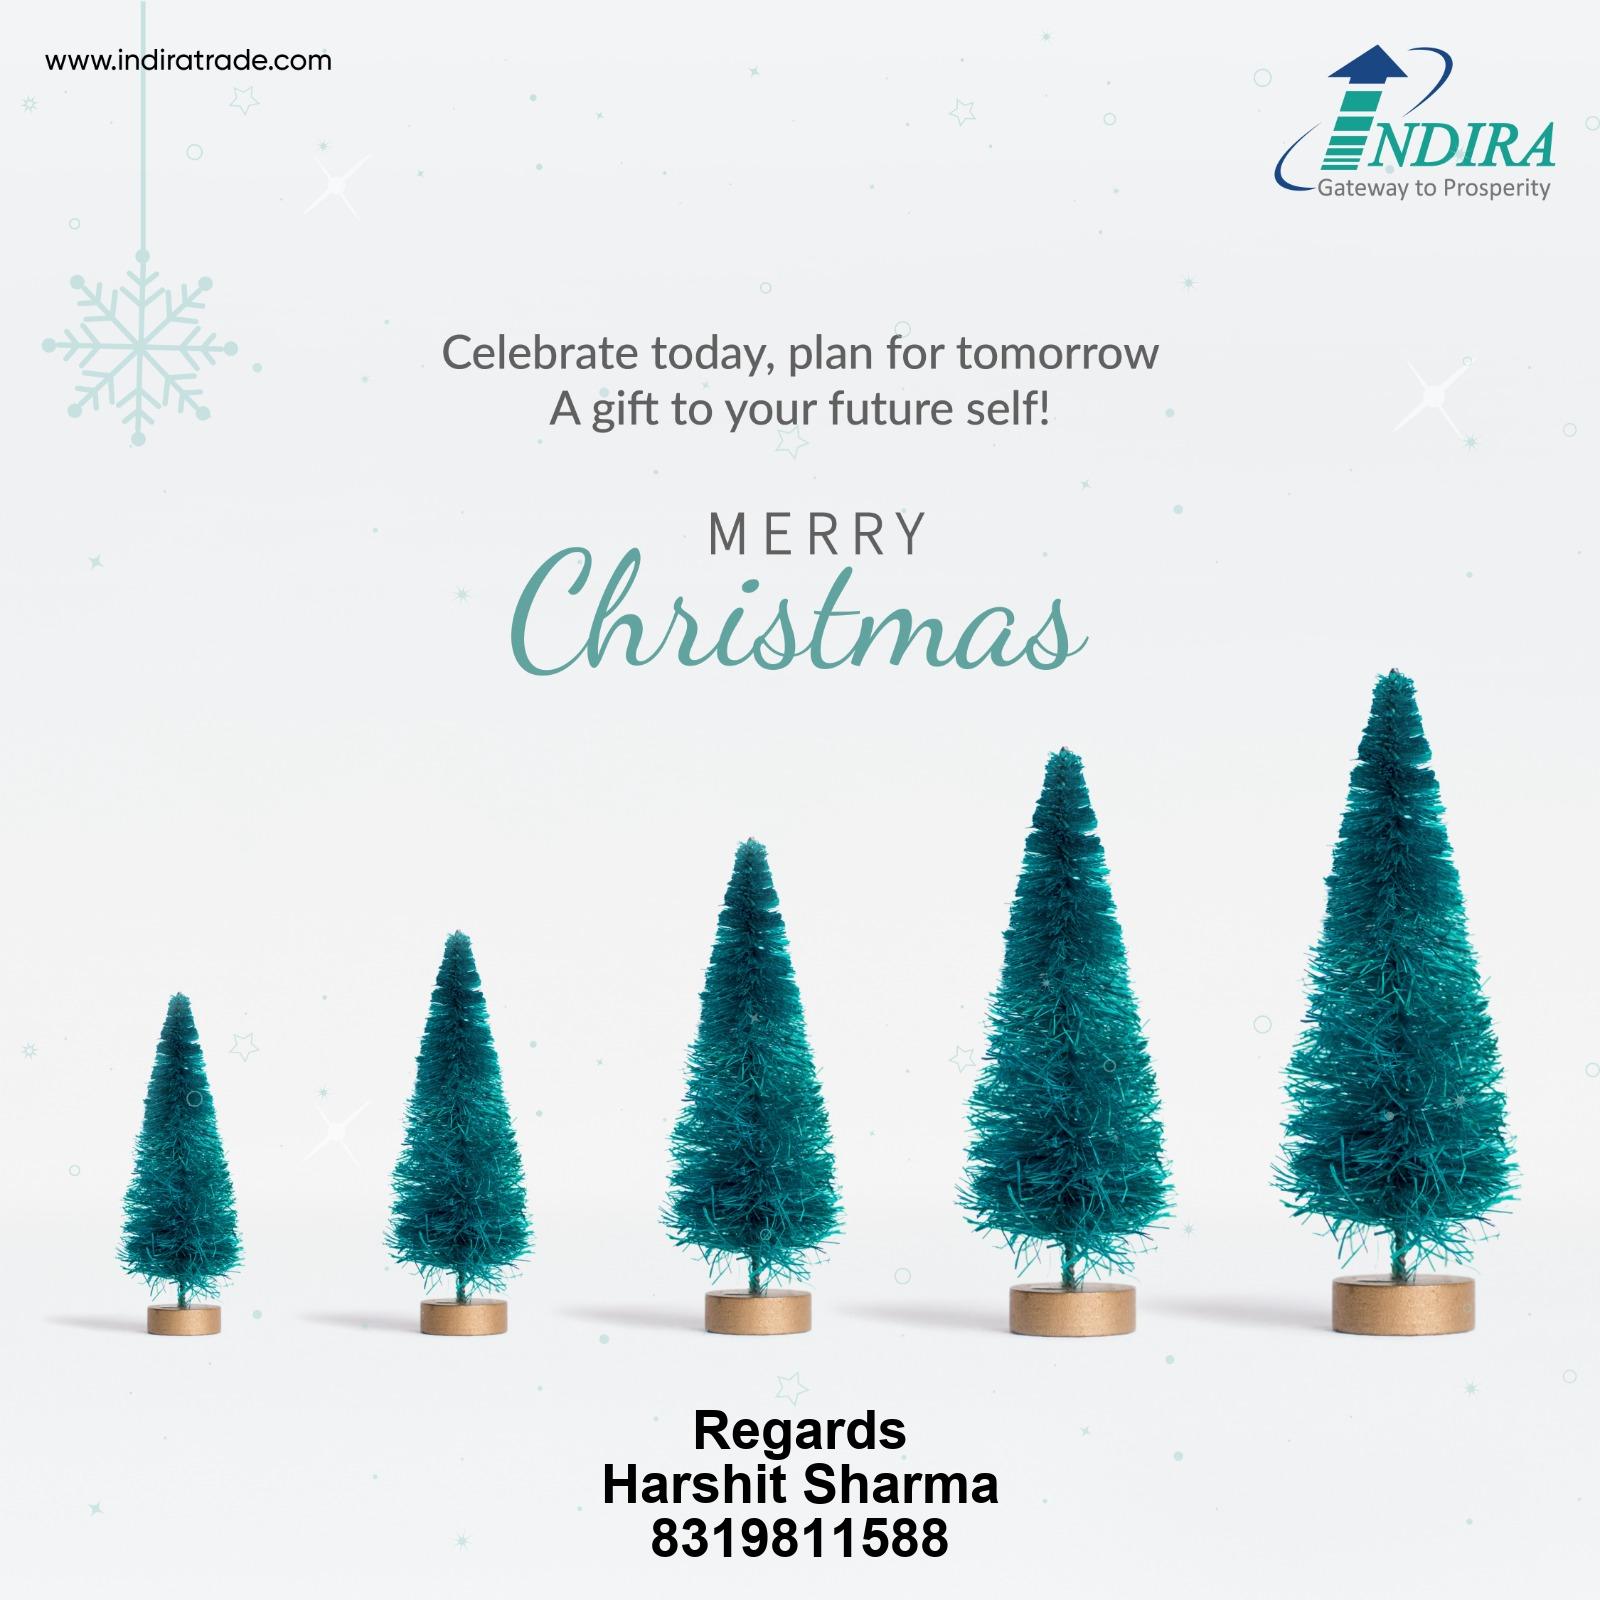 www.indiratrade.com
INDIRA
Gateway to Prosperity
Celebrate today, plan for tomorrow
A gift to your future self!
MERRY
Christmas
Regards
Harshit Sharma
8319811588